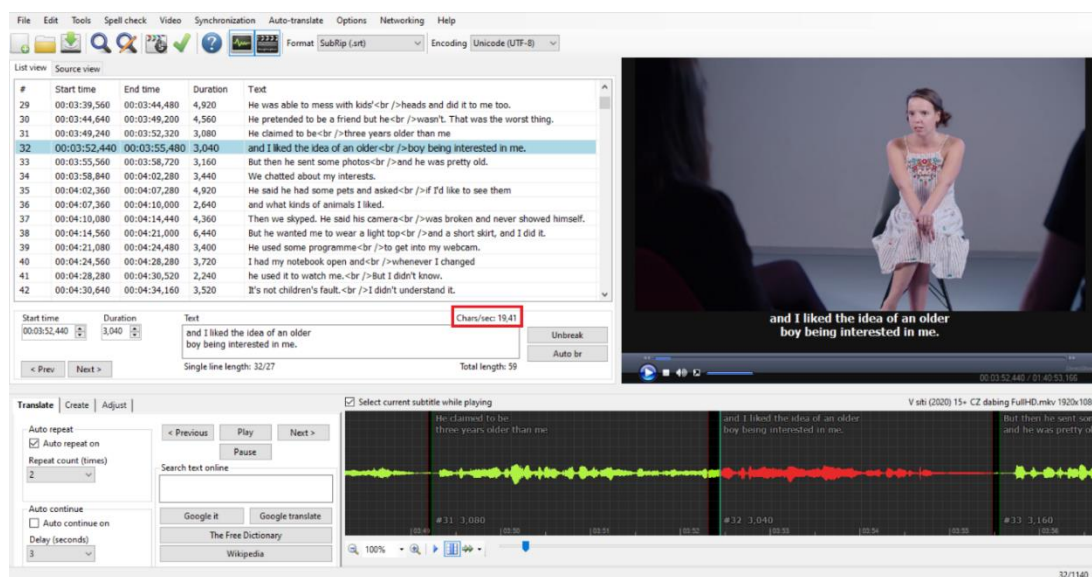 File Edit Tools Spell check Video Synchronization Auto-translate Options Networking Help
Format SubRip (.srt) Encoding Unicode (UTF-8)
List view Source view
# Start time End time Duration Text
29 00:03:39,560 00:03:44,480 4,920 He was able to mess with kids'<br />heads and did it to me too.
30 00:03:44,640 00:03:49,200 4,560 He pretended to be a friend but he<br />wasn't. That was the worst thing.
31 00:03:49,240 00:03:52,320 3,080 He claimed to be<br />three years older than me
32 00:03:52,440 00:03:55,480 3,040 and I liked the idea of an older<br />boy being interested in me.
33 00:03:55,560 00:03:58,720 3,160 But then he sent some photos<br />and he was pretty old.
34 00:03:58,840 00:04:02,280 3,440 We chatted about my interests.
35 00:04:02,360 00:04:07,280 4,920 He said he had some pets and asked<br />if I'd like to see them
36 00:04:07,360 00:04:10,000 2,640 and what kinds of animals I liked.
37 00:04:10,080 00:04:14,440 4,360 Then we skyped. He said his camera<br />was broken and never showed himself.
38 00:04:14,560 00:04:21,000 6,440 But he wanted me to wear a light top<br />and a short skirt, and I did it.
39 00:04:21,080 00:04:24,480 3,400 He used some programme<br />to get into my webcam.
40 00:04:24,560 00:04:28,280 3,720 I had my notebook open and<br />whenever I changed
41 00:04:28,280 00:04:30,520 2,240 he used it to watch me.<br />But I didn't know.
42 00:04:30,640 00:04:34,160 3,520 It's not children's fault.<br />I didn't understand it.
Start time Duration Text Chars/sec: 19,41
00:03:52,440 3,040 and I liked the idea of an older
boy being interested in me.
Unbreak
Auto br
< Prev Next > Single line length: 32/27 Total length: 59
and I liked the idea of an older
boy being interested in me.
00:03:52.440 / 01:40:53.166
Translate Create Adjust
Select current subtitle while playing V síti (2020) 15+ CZ dabing FullHD.mkv 1920x108
Auto repeat
Auto repeat on
Repeat count (times)
2
Auto continue
Auto continue on
Delay (seconds)
3
< Previous Play Next >
Pause
Search text online
Google it Google translate
The Free Dictionary
Wikipedia
He claimed to be
three years older than me
and I liked the idea of an older
boy being interested in me.
But then he sent som
and he was pretty ol
#31 3,080 #32 3,040 #33 3,160
03:49 03:50 03:51 03:52 03:53 03:54 03:55 03:56
100%
32/1140